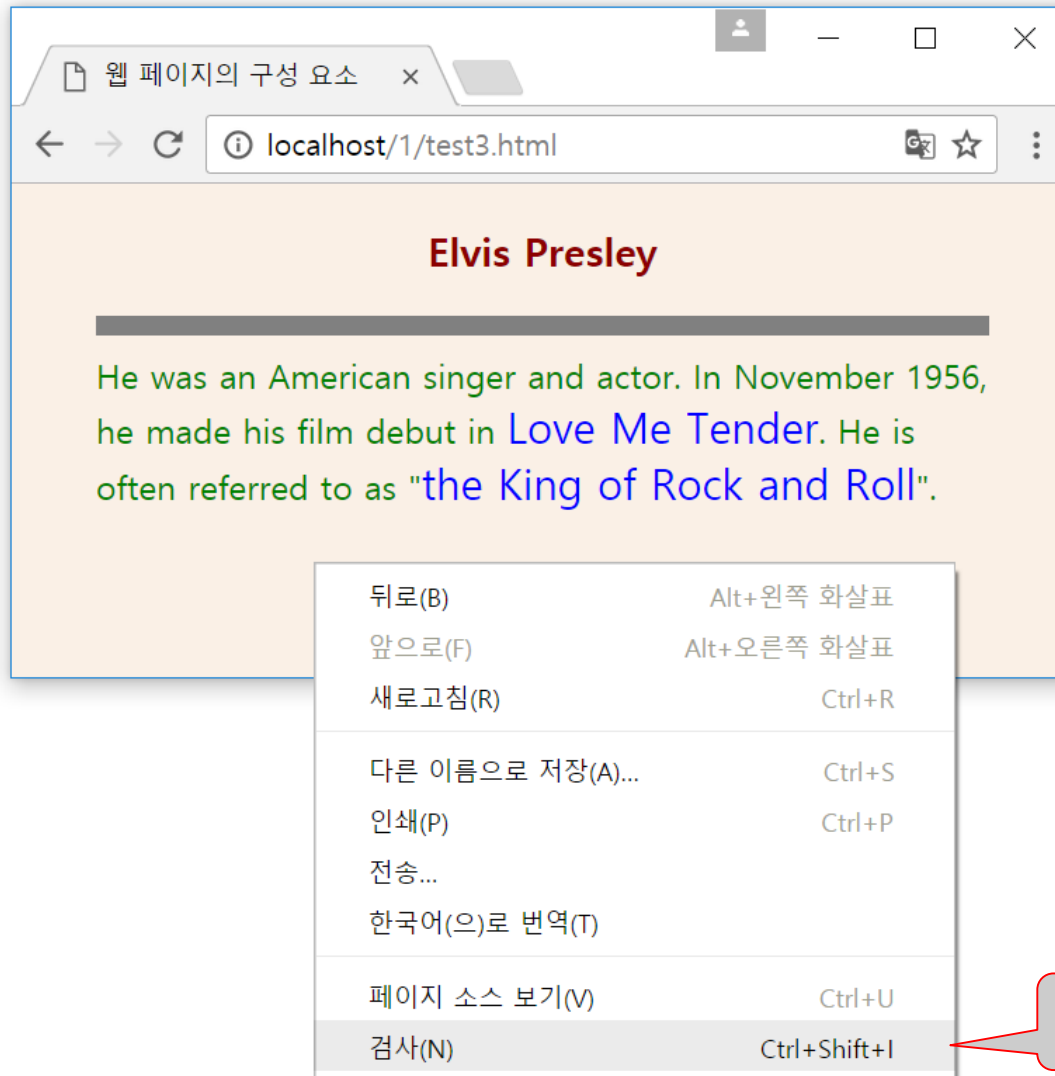 웹 페이지의 구성 요소
localhost/1/test3.html
Elvis Presley
He was an American singer and actor. In November 1956,
he made his film debut in Love Me Tender. He is
often referred to as "the King of Rock and Roll".
뒤로(B) Alt+왼쪽 화살표
앞으로(F) Alt+오른쪽 화살표
새로고침(R) Ctrl+R
다른 이름으로 저장(A)... Ctrl+S
인쇄(P) Ctrl+P
전송...
한국어(으)로 번역(T)
페이지 소스 보기(V) Ctrl+U
검사(N) Ctrl+Shift+I